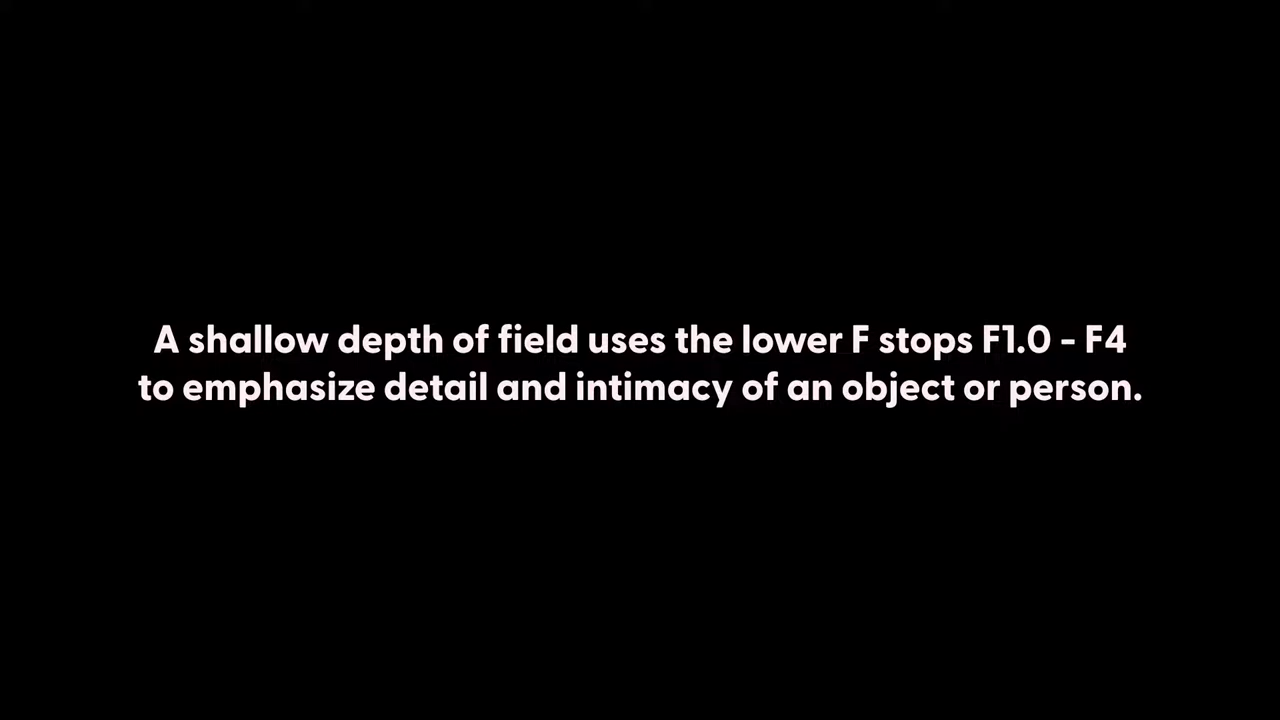 A shallow depth of field uses the lower F stops F1.0 - F4
to emphasize detail and intimacy of an object or person.